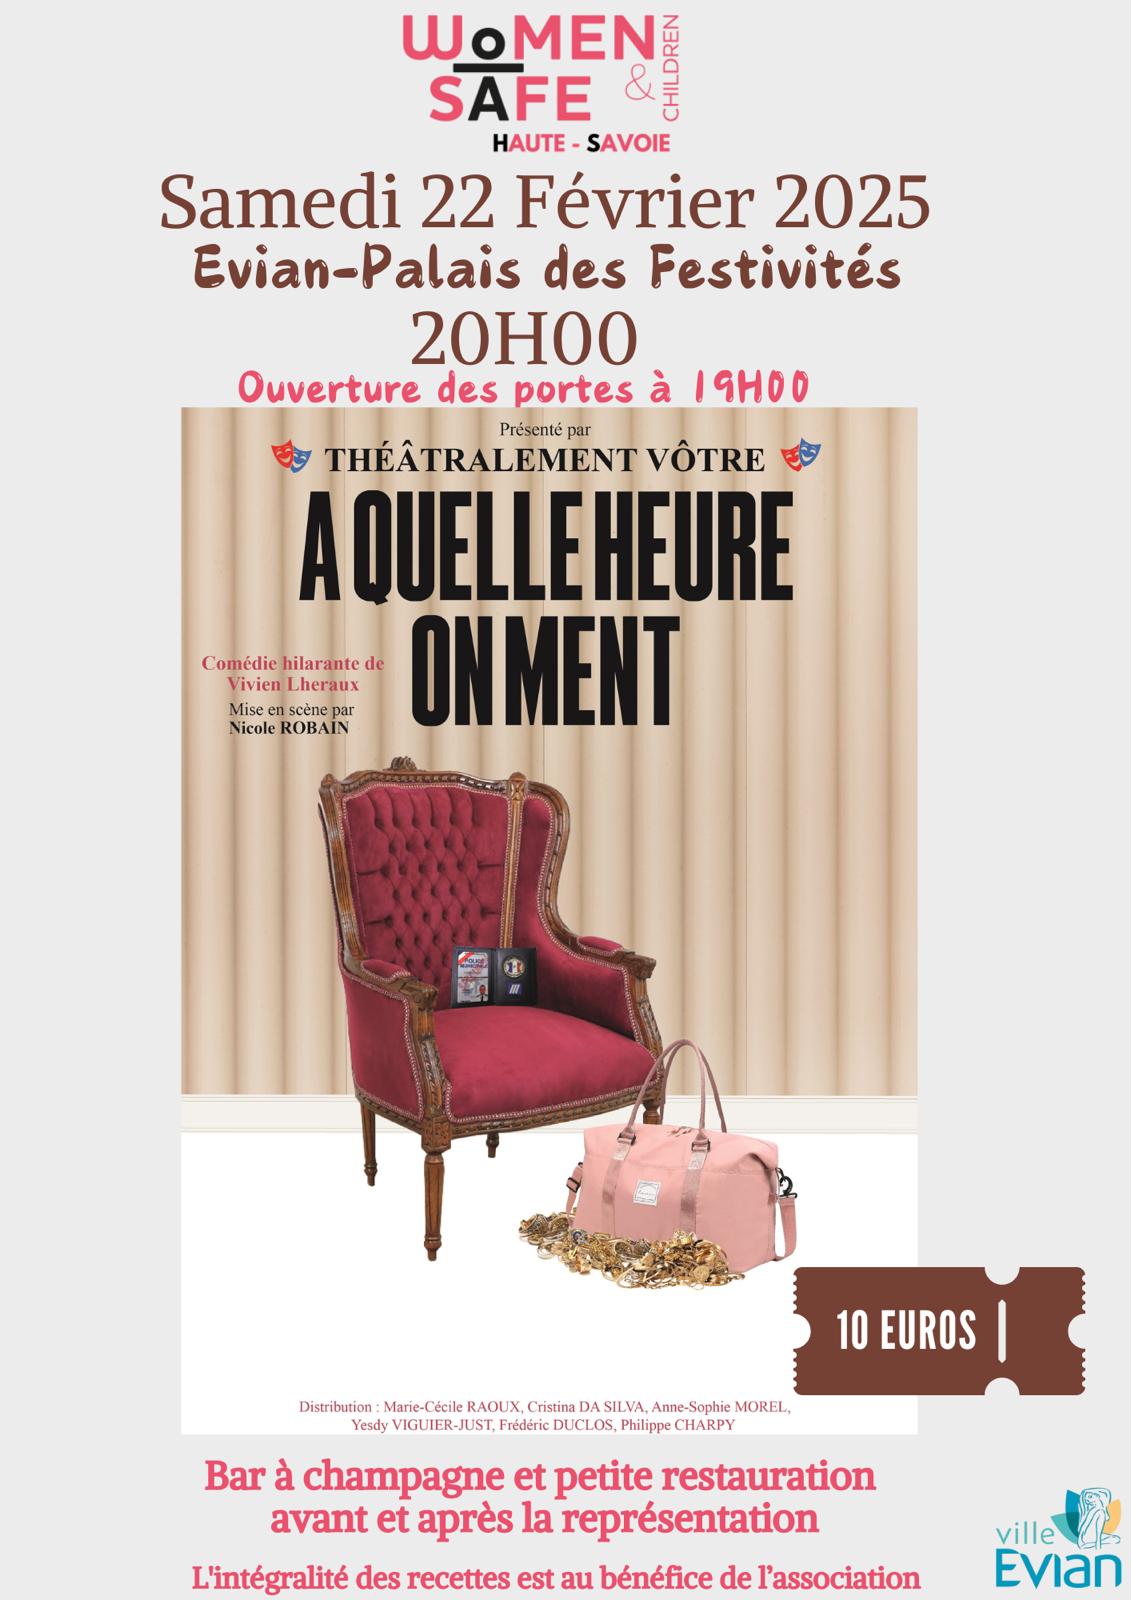 WoMEN
SAFE
& CHILDREN
HAUTE - SAVOIE
Samedi 22 Février 2025
Evian-Palais des Festivités
20H00
Ouverture des portes à 19H00
Présenté par
THÉÂTRALEMENT VÔTRE
A QUELLE HEURE
ON MENT
Comédie hilarante de
Vivien Lheraux
Mise en scène par
Nicole ROBAIN
POLICE
MUNICIPALE
10 EUROS
Distribution : Marie-Cécile RAOUX, Cristina DA SILVA, Anne-Sophie MOREL,
Yesdy VIGUIER-JUST, Frédéric DUCLOS, Philippe CHARPY
Bar à champagne et petite restauration
avant et après la représentation
L'intégralité des recettes est au bénéfice de l’association
ville
Evian